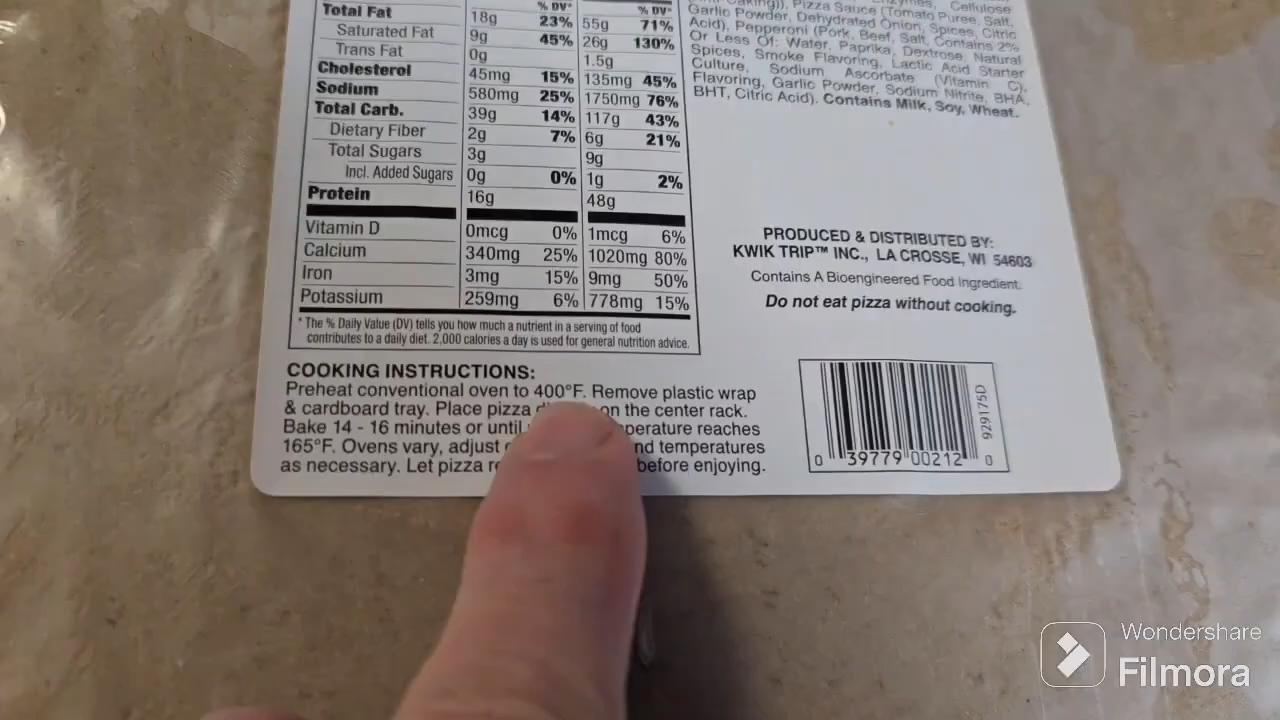 % DV* % DV*
Total Fat 18g 23% 55g 71%
Saturated Fat 9g 45% 26g 130%
Trans Fat 0g 1.5g
Cholesterol 45mg 15% 135mg 45%
Sodium 580mg 25% 1750mg 76%
Total Carb. 39g 14% 117g 43%
Dietary Fiber 2g 7% 6g 21%
Total Sugars 3g 9g
Incl. Added Sugars 0g 0% 1g 2%
Protein 16g 48g
Vitamin D 0mcg 0% 1mcg 6%
Calcium 340mg 25% 1020mg 80%
Iron 3mg 15% 9mg 50%
Potassium 259mg 6% 778mg 15%
* The % Daily Value (DV) tells you how much a nutrient in a serving of food
contributes to a daily diet. 2,000 calories a day is used for general nutrition advice.
Pizza Sauce (Tomato Puree, Salt,
Garlic Powder, Dehydrated Onion, Spices, Citric
Acid), Pepperoni (Pork, Beef, Salt, Contains 2%
Or Less Of: Water, Paprika, Dextrose, Natural
Spices, Smoke Flavoring, Lactic Acid Starter
Culture, Sodium Ascorbate (Vitamin C),
Flavoring, Garlic Powder, Sodium Nitrite, BHA,
BHT, Citric Acid). Contains Milk, Soy, Wheat.
PRODUCED & DISTRIBUTED BY:
KWIK TRIP™ INC., LA CROSSE, WI 54603
Contains A Bioengineered Food Ingredient.
Do not eat pizza without cooking.
COOKING INSTRUCTIONS:
Preheat conventional oven to 400°F. Remove plastic wrap
& cardboard tray. Place pizza on the center rack.
Bake 14 - 16 minutes or until reaches
165°F. Ovens vary, adjust temperatures
as necessary. Let pizza before enjoying.
0 39779 00212 0
929175D
Wondershare
Filmora